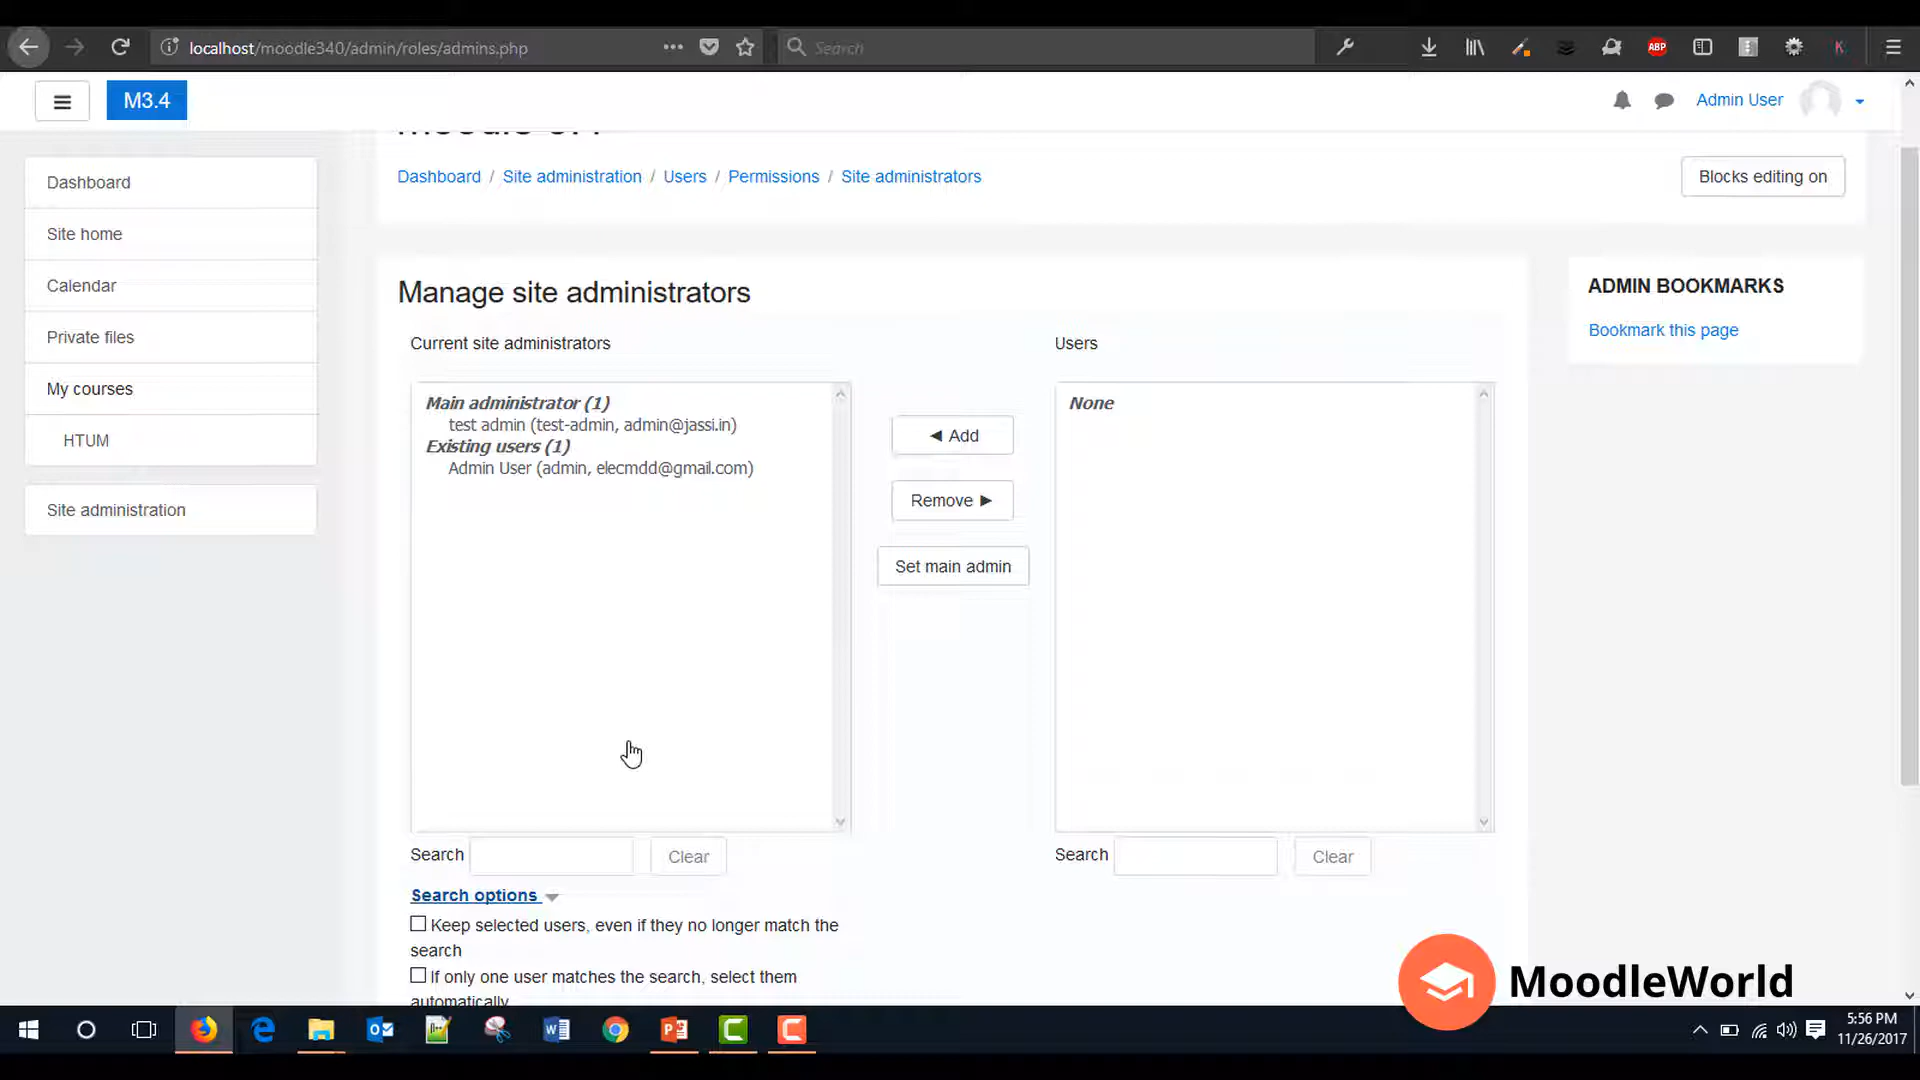 localhost/moodle340/admin/roles/admins.php
Search
ABP
K
M3.4
Admin User
Dashboard / Site administration / Users / Permissions / Site administrators
Blocks editing on
Dashboard
Site home
Calendar
Private files
My courses
HTUM
Site administration
Manage site administrators
Current site administrators
Main administrator (1)
test admin (test-admin, admin@jassi.in)
Existing users (1)
Admin User (admin, elecmdd@gmail.com)
◄ Add
Remove ►
Set main admin
Users
None
ADMIN BOOKMARKS
Bookmark this page
Search
Clear
Search
Clear
Search options
Keep selected users, even if they no longer match the
search
If only one user matches the search, select them
automatically
MoodleWorld
5:56 PM
11/26/2017